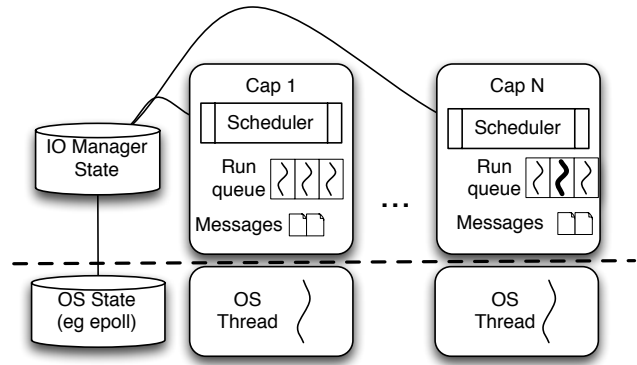 Cap 1
Scheduler
Run
queue
Messages
...
Cap N
Scheduler
Run
queue
Messages
IO Manager
State
OS State
(eg epoll)
OS
Thread
OS
Thread